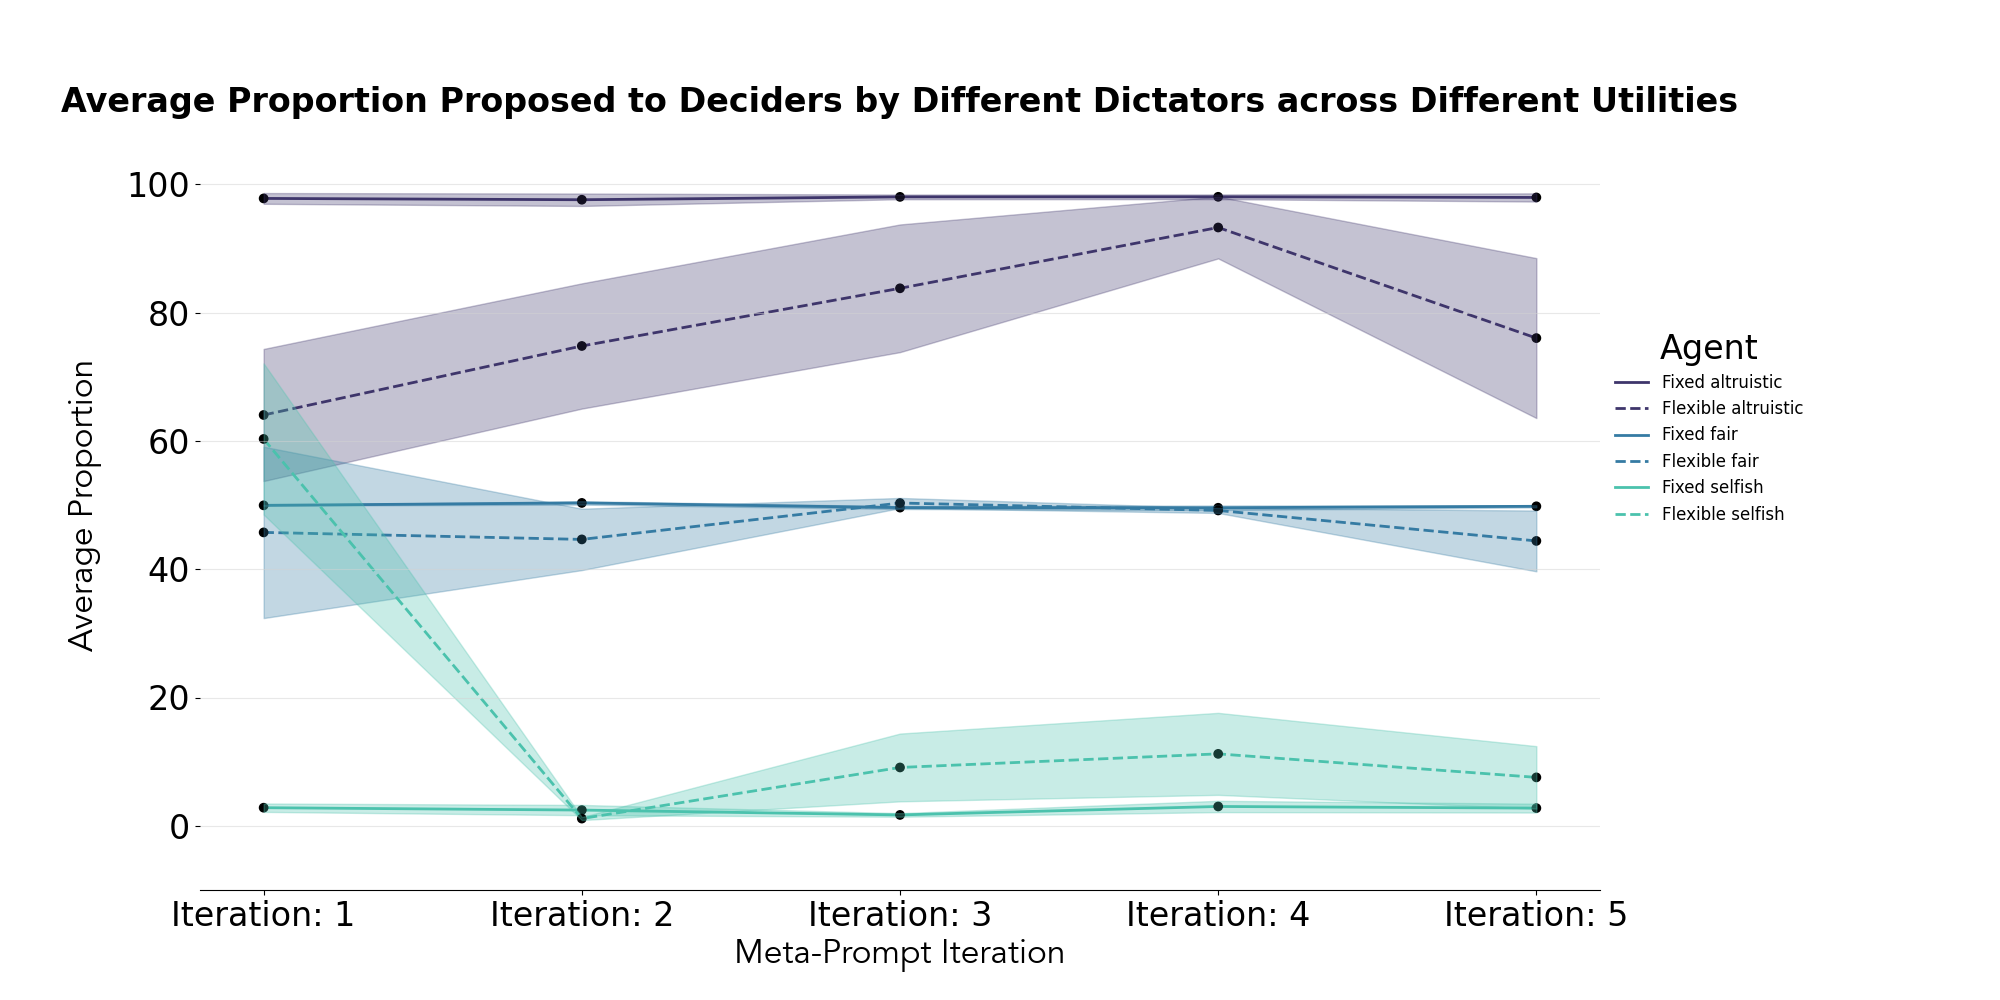 Average Proportion Proposed to Deciders by Different Dictators across Different Utilities
100
80
60
40
20
0
Average Proportion
Iteration: 1
Iteration: 2
Iteration: 3
Iteration: 4
Iteration: 5
Meta-Prompt Iteration
Agent
Fixed altruistic
Flexible altruistic
Fixed fair
Flexible fair
Fixed selfish
Flexible selfish